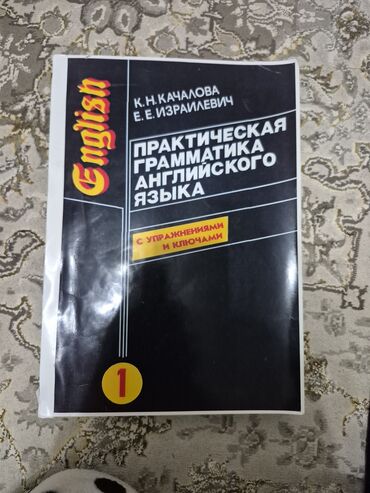 English
К.Н.КАЧАЛОВА
Е.Е.ИЗРАИЛЕВИЧ
ПРАКТИЧЕСКАЯ
ГРАММАТИКА
АНГЛИЙСКОГО
ЯЗЫКА
С УПРАЖНЕНИЯМИ
И КЛЮЧАМИ
1